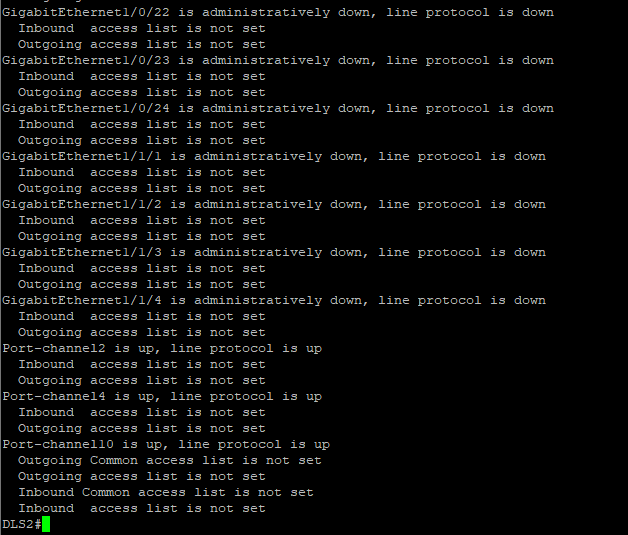 GigabitEthernet1/0/22 is administratively down, line protocol is down
  Inbound  access list is not set
  Outgoing access list is not set
GigabitEthernet1/0/23 is administratively down, line protocol is down
  Inbound  access list is not set
  Outgoing access list is not set
GigabitEthernet1/0/24 is administratively down, line protocol is down
  Inbound  access list is not set
  Outgoing access list is not set
GigabitEthernet1/1/1 is administratively down, line protocol is down
  Inbound  access list is not set
  Outgoing access list is not set
GigabitEthernet1/1/2 is administratively down, line protocol is down
  Inbound  access list is not set
  Outgoing access list is not set
GigabitEthernet1/1/3 is administratively down, line protocol is down
  Inbound  access list is not set
  Outgoing access list is not set
GigabitEthernet1/1/4 is administratively down, line protocol is down
  Inbound  access list is not set
  Outgoing access list is not set
Port-channel2 is up, line protocol is up
  Inbound  access list is not set
  Outgoing access list is not set
Port-channel4 is up, line protocol is up
  Inbound  access list is not set
  Outgoing access list is not set
Port-channel10 is up, line protocol is up
  Outgoing Common access list is not set
  Outgoing access list is not set
  Inbound Common access list is not set
  Inbound  access list is not set
DLS2#